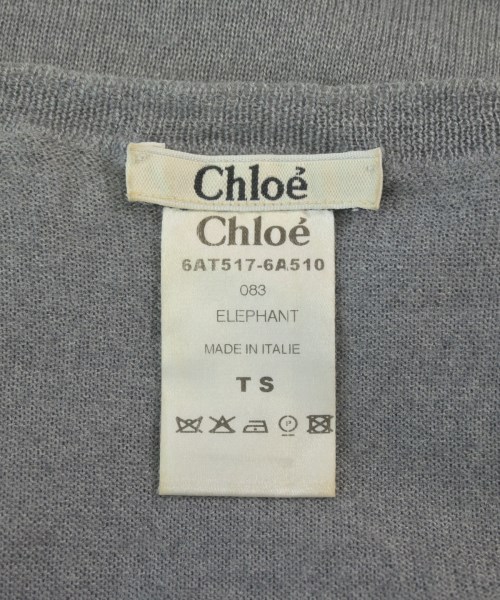 Chloé
Chloé
6AT517-6A510
083
ELEPHANT
MADE IN ITALIE
T S
P